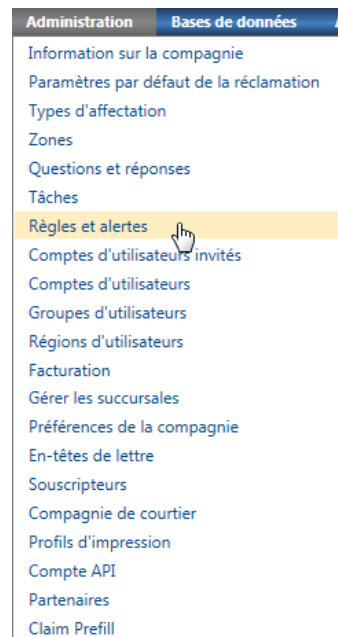 Administration Bases de données
Information sur la compagnie
Paramètres par défaut de la réclamation
Types d'affectation
Zones
Questions et réponses
Tâches
Règles et alertes
Comptes d'utilisateurs invités
Comptes d'utilisateurs
Groupes d'utilisateurs
Régions d'utilisateurs
Facturation
Gérer les succursales
Préférences de la compagnie
En-têtes de lettre
Souscripteurs
Compagnie de courtier
Profils d'impression
Compte API
Partenaires
Claim Prefill